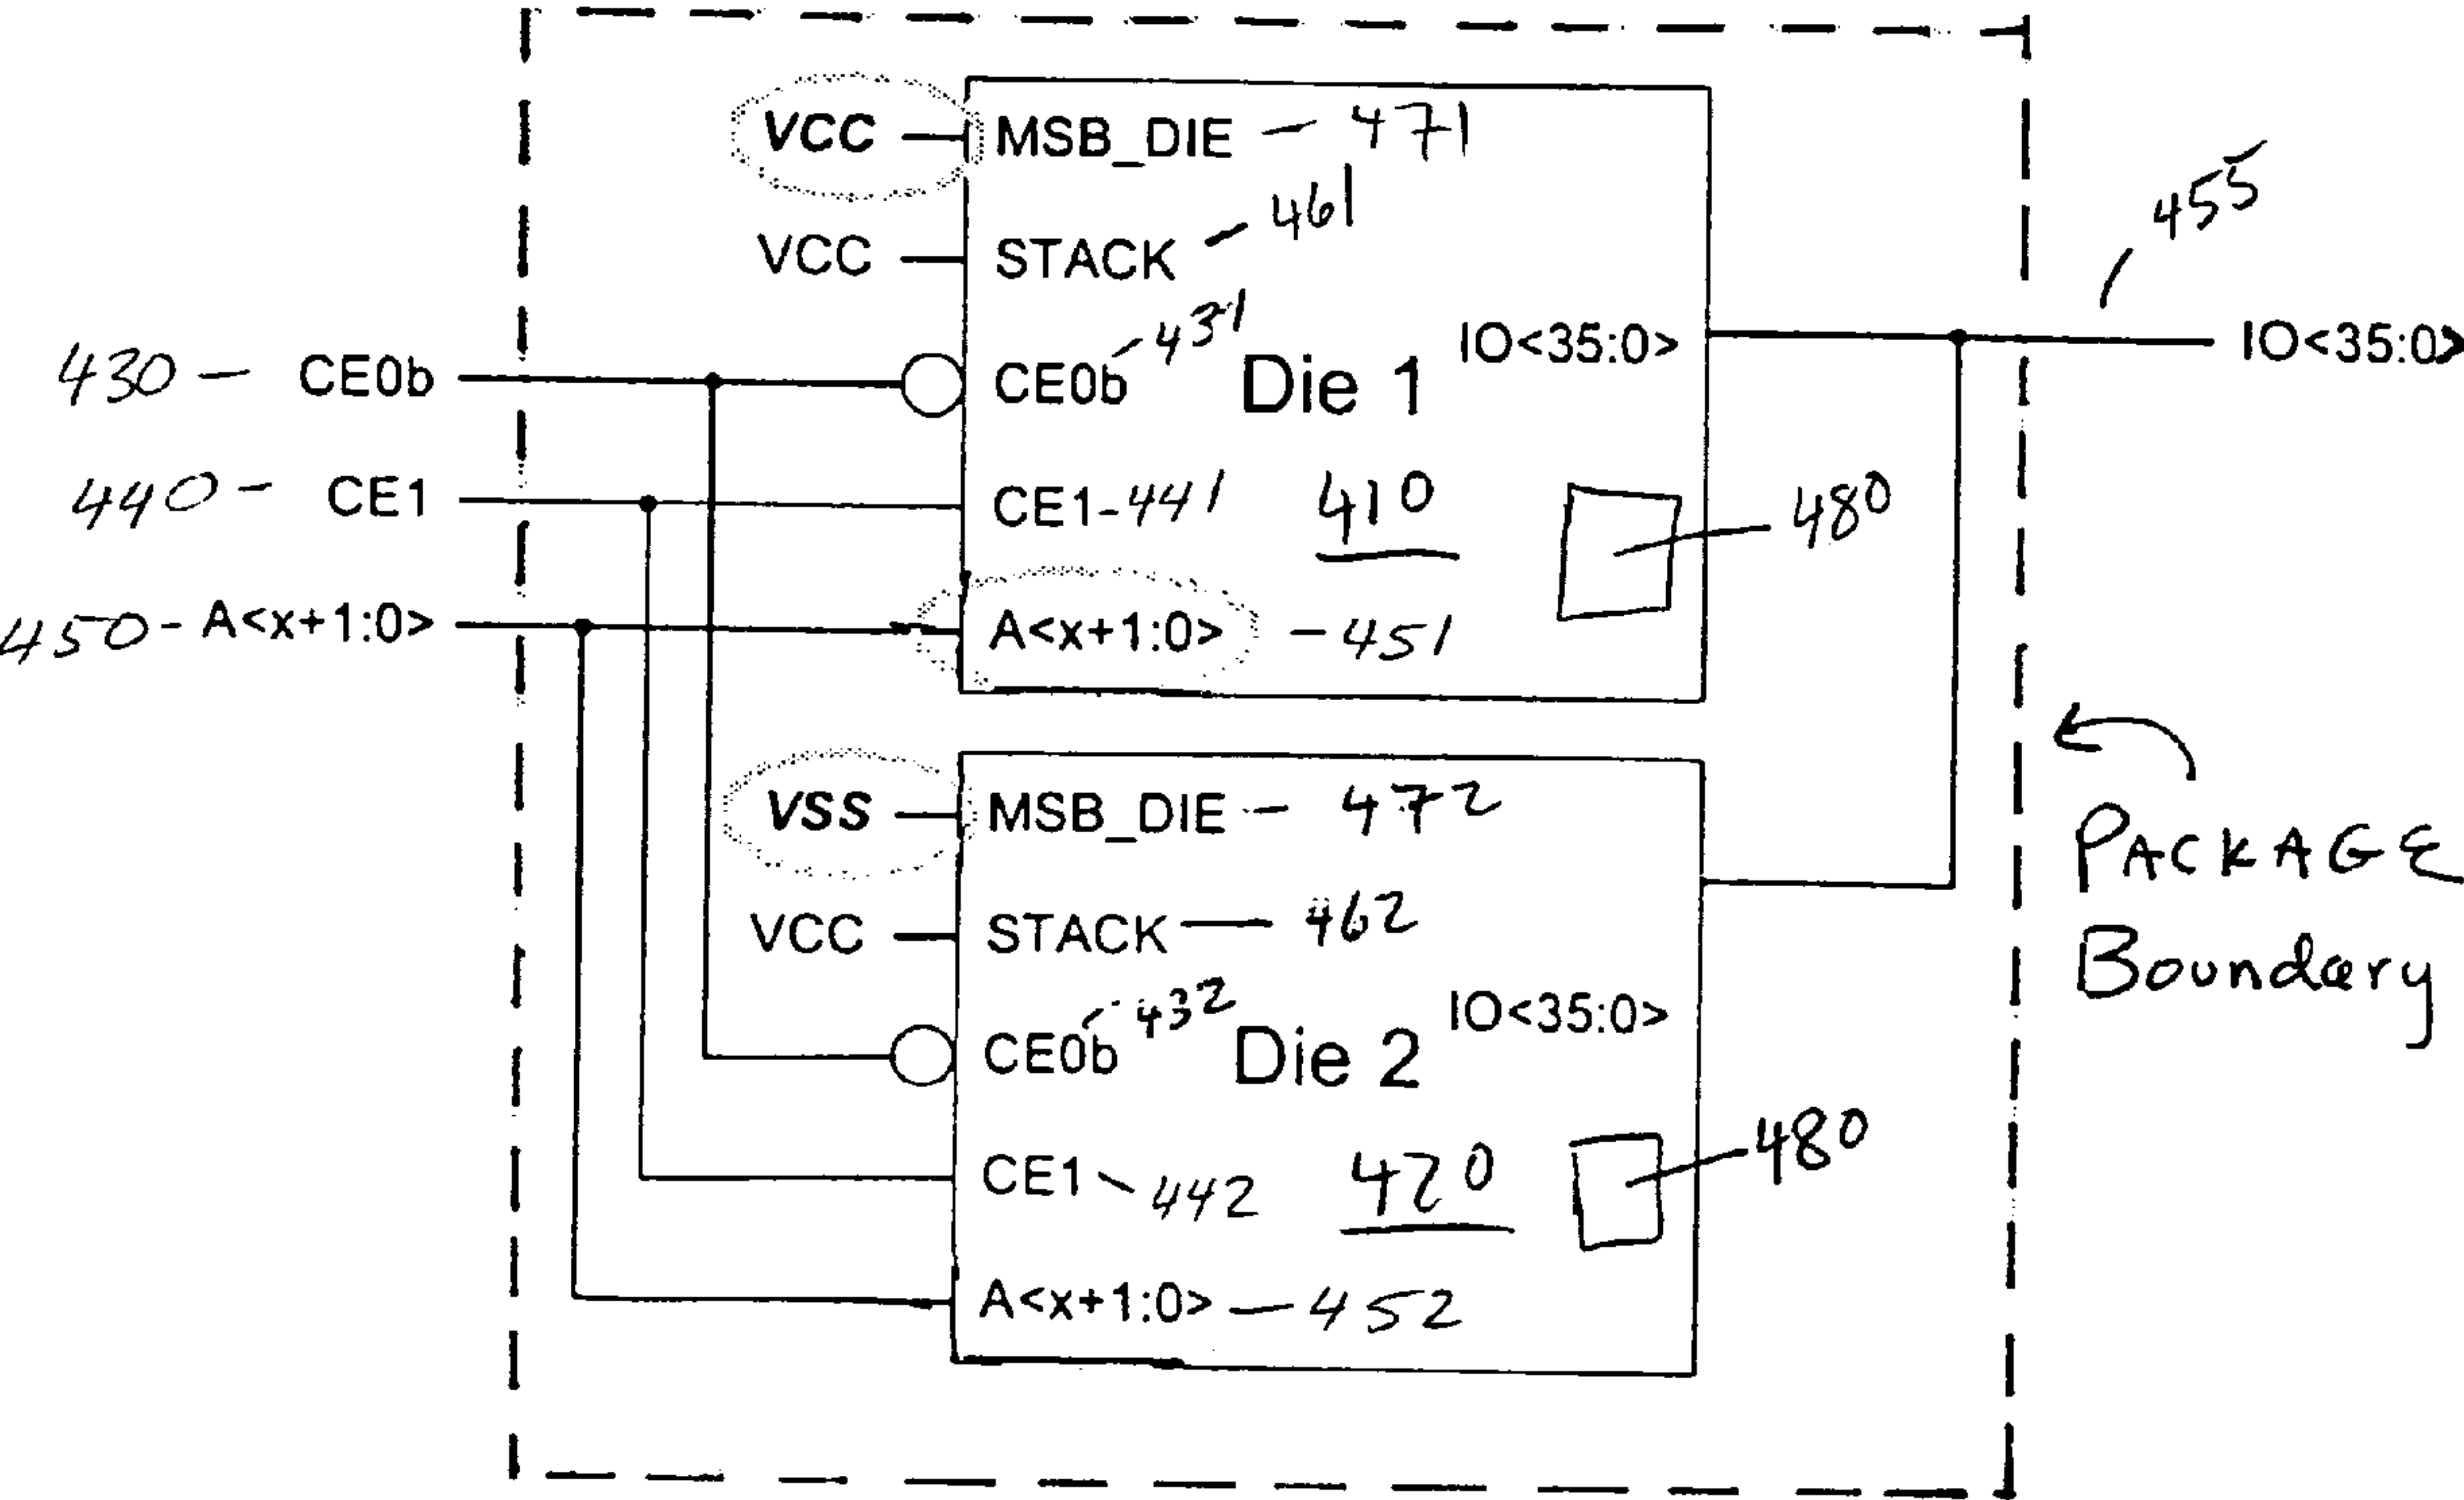 VCC MSB_DIE - 471
VCC STACK - 461
455
430 - CE0b CE0b - 431 Die 1 IO<35:0> IO<35:0>
440 - CE1 CE1 - 441 410 480
450 - A<x+1:0> A<x+1:0> - 451
VSS MSB_DIE - 472
VCC STACK - 462
CE0b - 432 Die 2 IO<35:0>
CE1 - 442 420 480
A<x+1:0> - 452
PACKAGE
Boundary